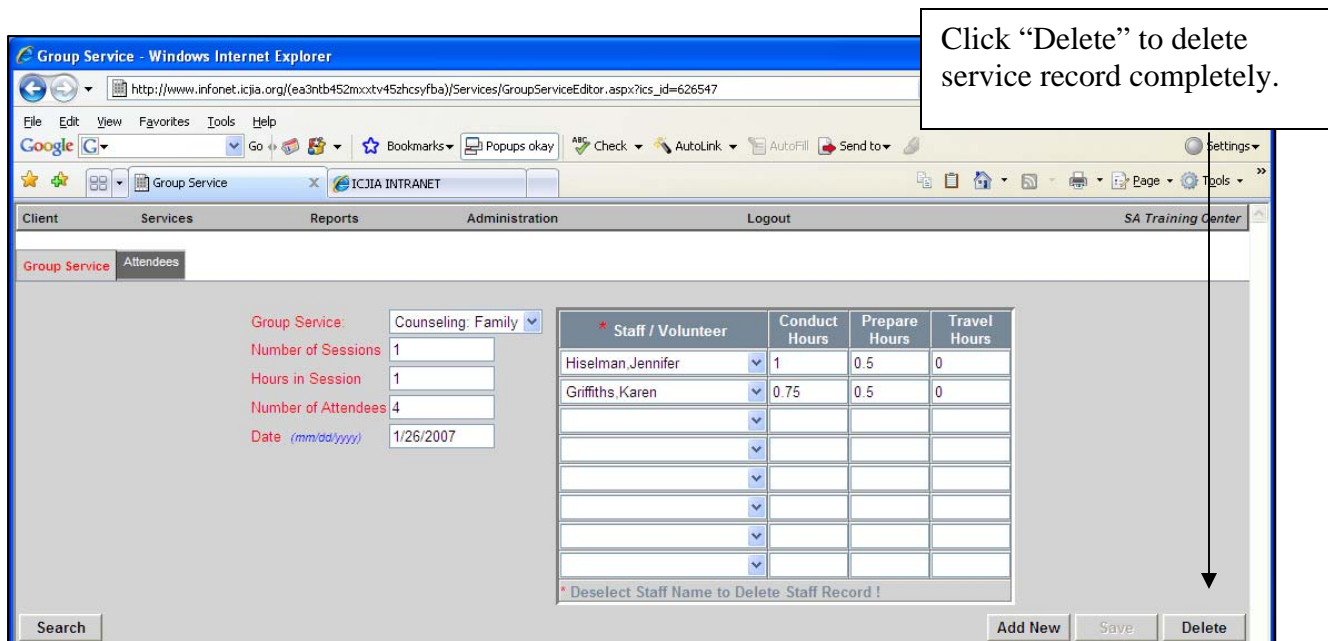 Click “Delete” to delete
service record completely.
Group Service - Windows Internet Explorer
http://www.infonet.icjia.org/(ea3ntb452mxxtv45zhcsyfba)/Services/GroupServiceEditor.aspx?ics_id=626547
File Edit View Favorites Tools Help
Google G Go Bookmarks Popups okay Check AutoLink AutoFill Send to Settings
Group Service X ICJIA INTRANET Page Tools »
Client Services Reports Administration Logout SA Training Center
Group Service Attendees
Group Service: Counseling: Family
Number of Sessions 1
Hours in Session 1
Number of Attendees 4
Date (mm/dd/yyyy) 1/26/2007
* Staff / Volunteer Conduct Hours Prepare Hours Travel Hours
Hiselman,Jennifer 1 0.5 0
Griffiths,Karen 0.75 0.5 0
* Deselect Staff Name to Delete Staff Record !
Search Add New Save Delete